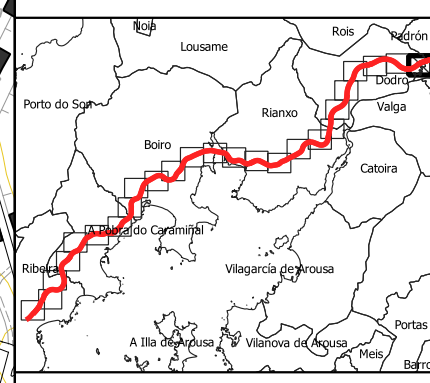 Noia
Rois
Padrón
Lousame
Dodro
Porto do Son
Valga
Rianxo
Boiro
Catoira
A Pobra do Caramiñal
Ribeira
Vilagarcía de Arousa
Portas
A Illa de Arousa
Vilanova de Arousa
Meis
Barro